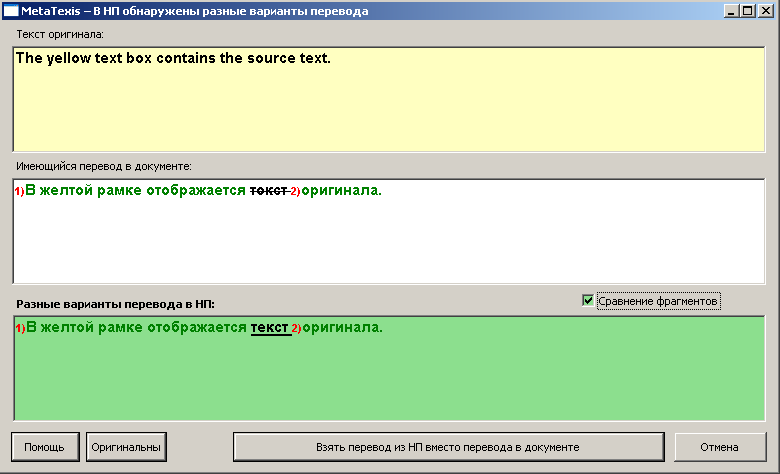 MetaTexis – В НП обнаружены разные варианты перевода
Текст оригинала:
The yellow text box contains the source text.
Имеющийся перевод в документе:
1)В желтой рамке отображается токст 2)оригинала.
Разные варианты перевода в НП:
Сравнение фрагментов
1)В желтой рамке отображается текст 2)оригинала.
Помощь
Оригинальны
Взять перевод из НП вместо перевода в документе
Отмена